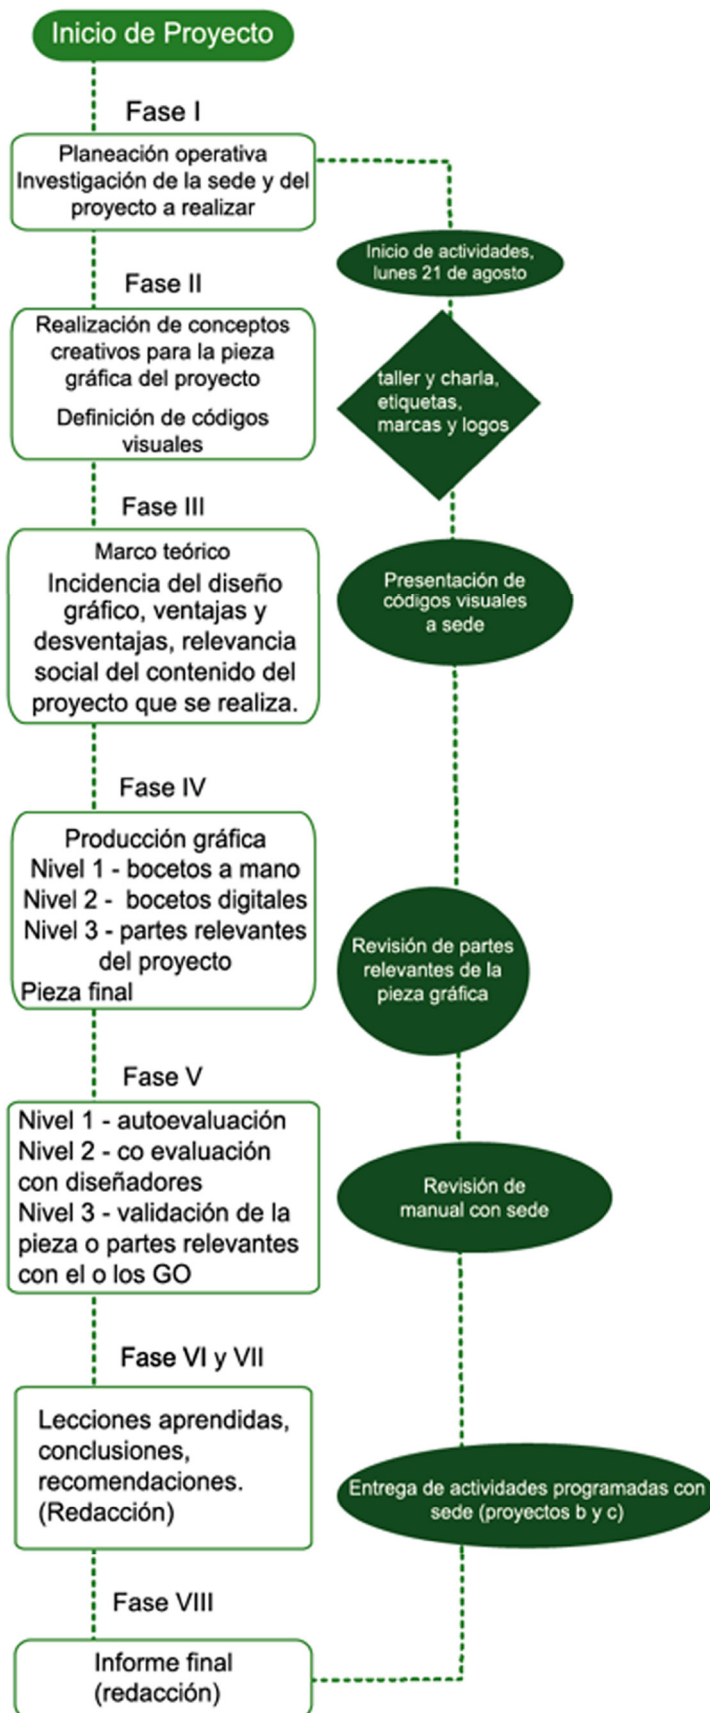 Inicio de Proyecto
Fase I
Planeación operativa
Investigación de la sede y del
proyecto a realizar
Inicio de actividades,
lunes 21 de agosto
Fase II
Realización de conceptos
creativos para la pieza
gráfica del proyecto
Definición de códigos
visuales
taller y charla,
etiquetas,
marcas y logos
Fase III
Marco teórico
Incidencia del diseño
gráfico, ventajas y
desventajas, relevancia
social del contenido del
proyecto que se realiza.
Presentación de
códigos visuales
a sede
Fase IV
Producción gráfica
Nivel 1 - bocetos a mano
Nivel 2 - bocetos digitales
Nivel 3 - partes relevantes
del proyecto
Pieza final
Revisión de partes
relevantes de la
pieza gráfica
Fase V
Nivel 1 - autoevaluación
Nivel 2 - co evaluación
con diseñadores
Nivel 3 - validación de la
pieza o partes relevantes
con el o los GO
Revisión de
manual con sede
Fase VI y VII
Lecciones aprendidas,
conclusiones,
recomendaciones.
(Redacción)
Entrega de actividades programadas con
sede (proyectos b y c)
Fase VIII
Informe final
(redacción)